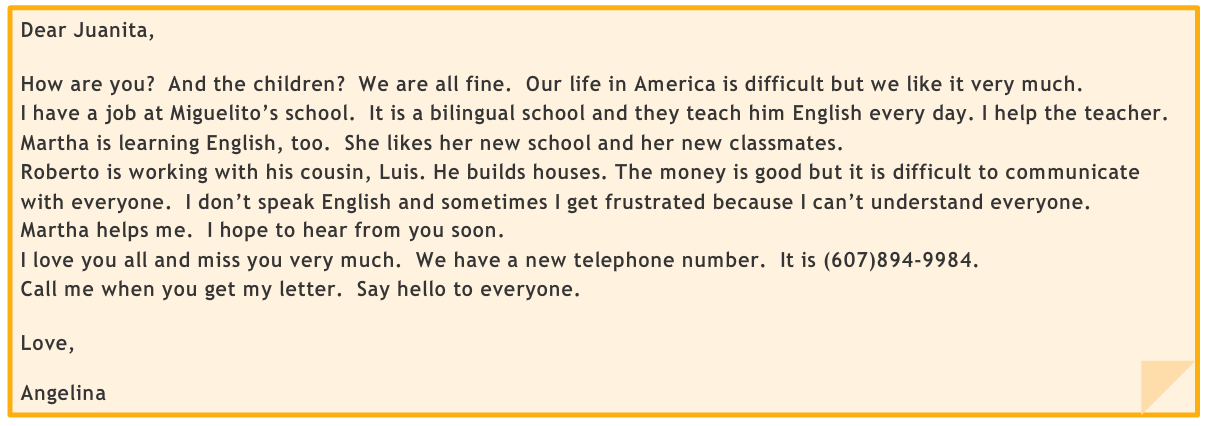 Dear Juanita,
How are you?  And the children?  We are all fine.  Our life in America is difficult but we like it very much.
I have a job at Miguelito’s school.  It is a bilingual school and they teach him English every day. I help the teacher.
Martha is learning English, too.  She likes her new school and her new classmates.
Roberto is working with his cousin, Luis. He builds houses. The money is good but it is difficult to communicate
with everyone.  I don’t speak English and sometimes I get frustrated because I can’t understand everyone.
Martha helps me.  I hope to hear from you soon.
I love you all and miss you very much.  We have a new telephone number.  It is (607)894-9984.
Call me when you get my letter.  Say hello to everyone.
Love,
Angelina